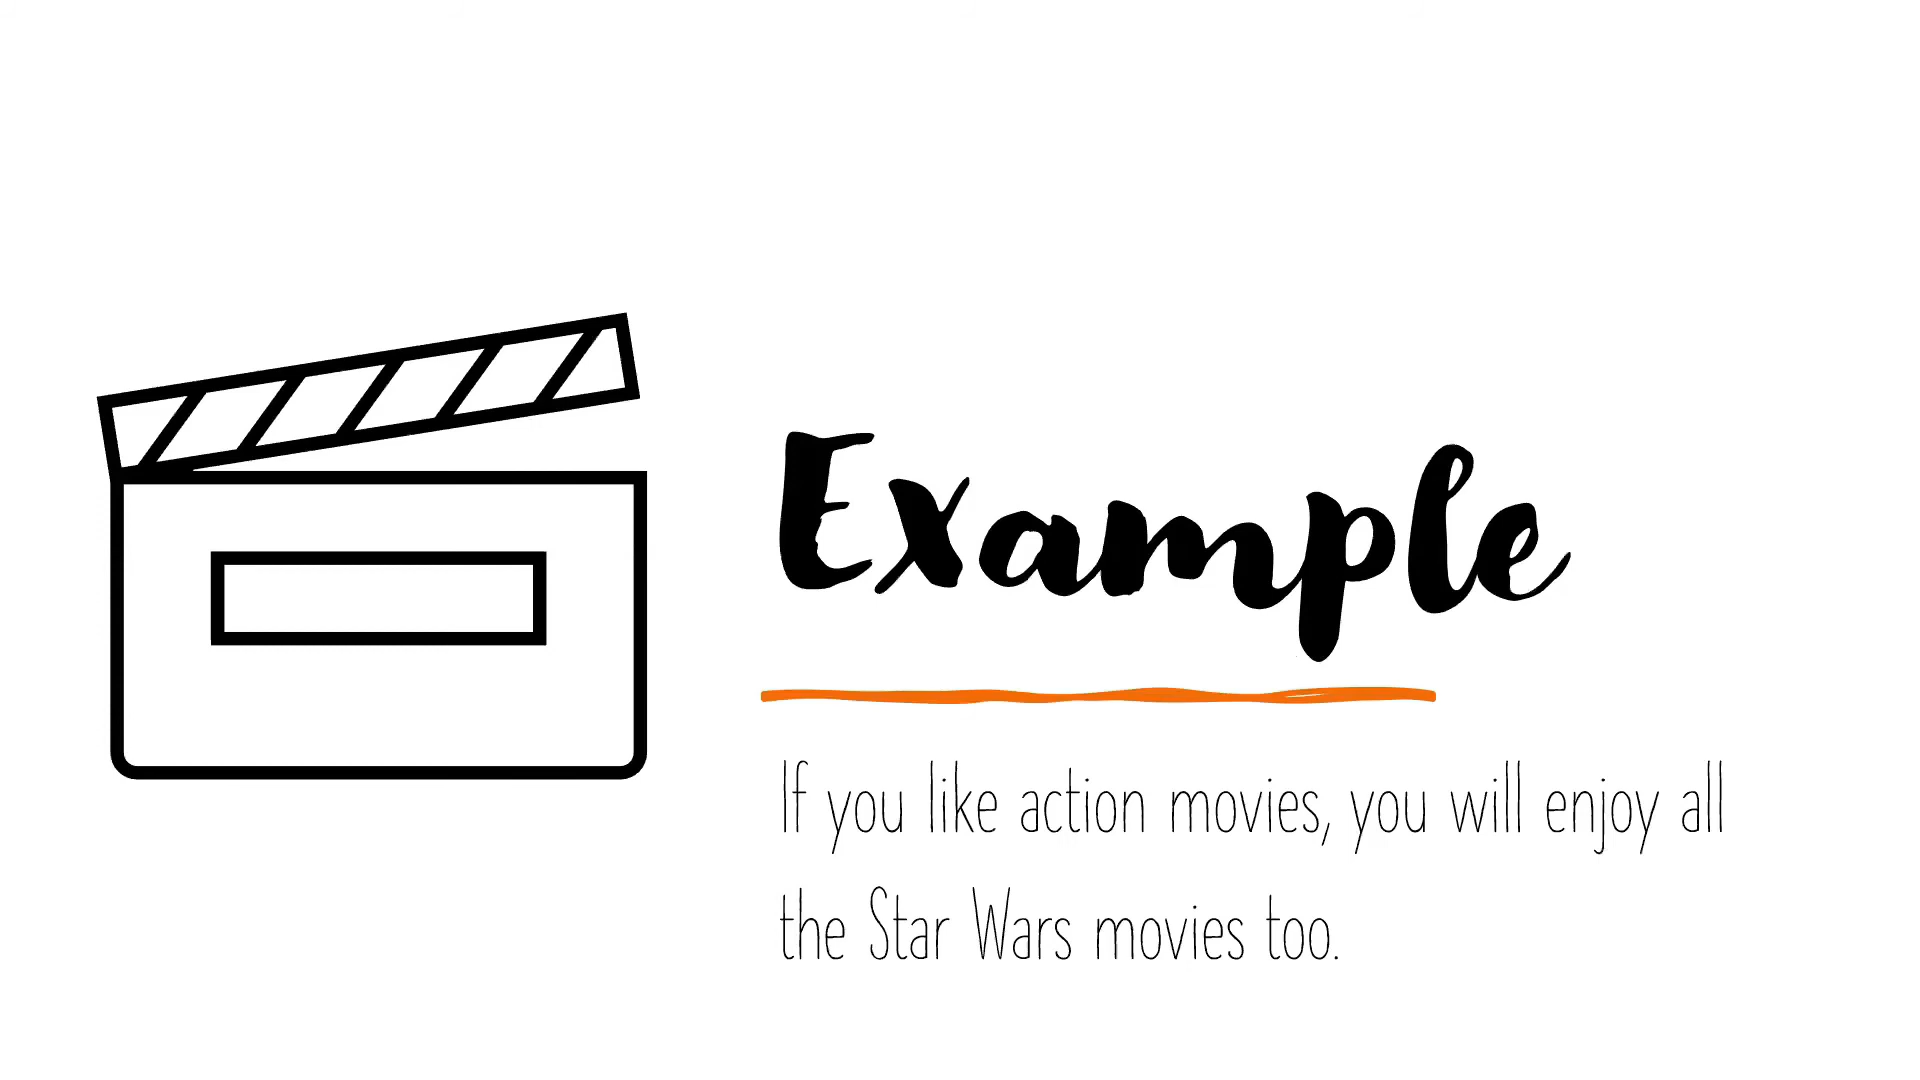 Example
If you like action movies, you will enjoy all
the Star Wars movies too.